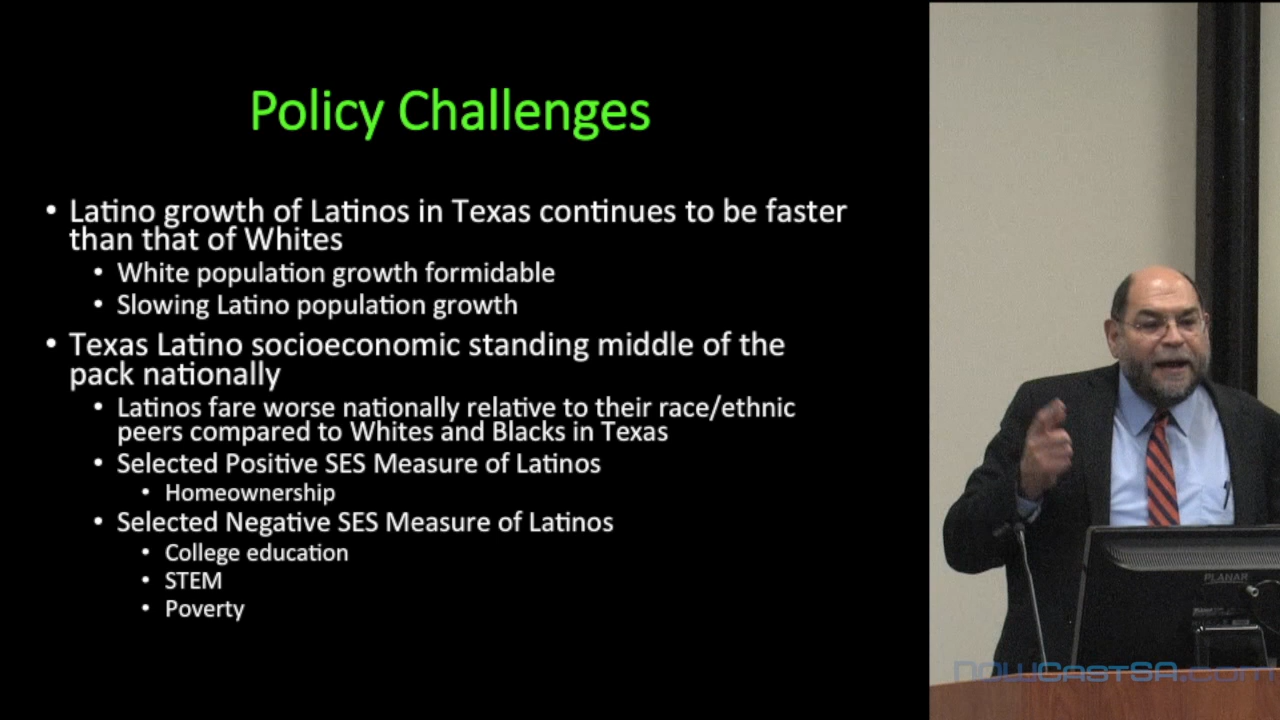 Policy Challenges
• Latino growth of Latinos in Texas continues to be faster
than that of Whites
• White population growth formidable
• Slowing Latino population growth
• Texas Latino socioeconomic standing middle of the
pack nationally
• Latinos fare worse nationally relative to their race/ethnic
peers compared to Whites and Blacks in Texas
• Selected Positive SES Measure of Latinos
• Homeownership
• Selected Negative SES Measure of Latinos
• College education
• STEM
• Poverty
PLANAR
NOWCastSA.com